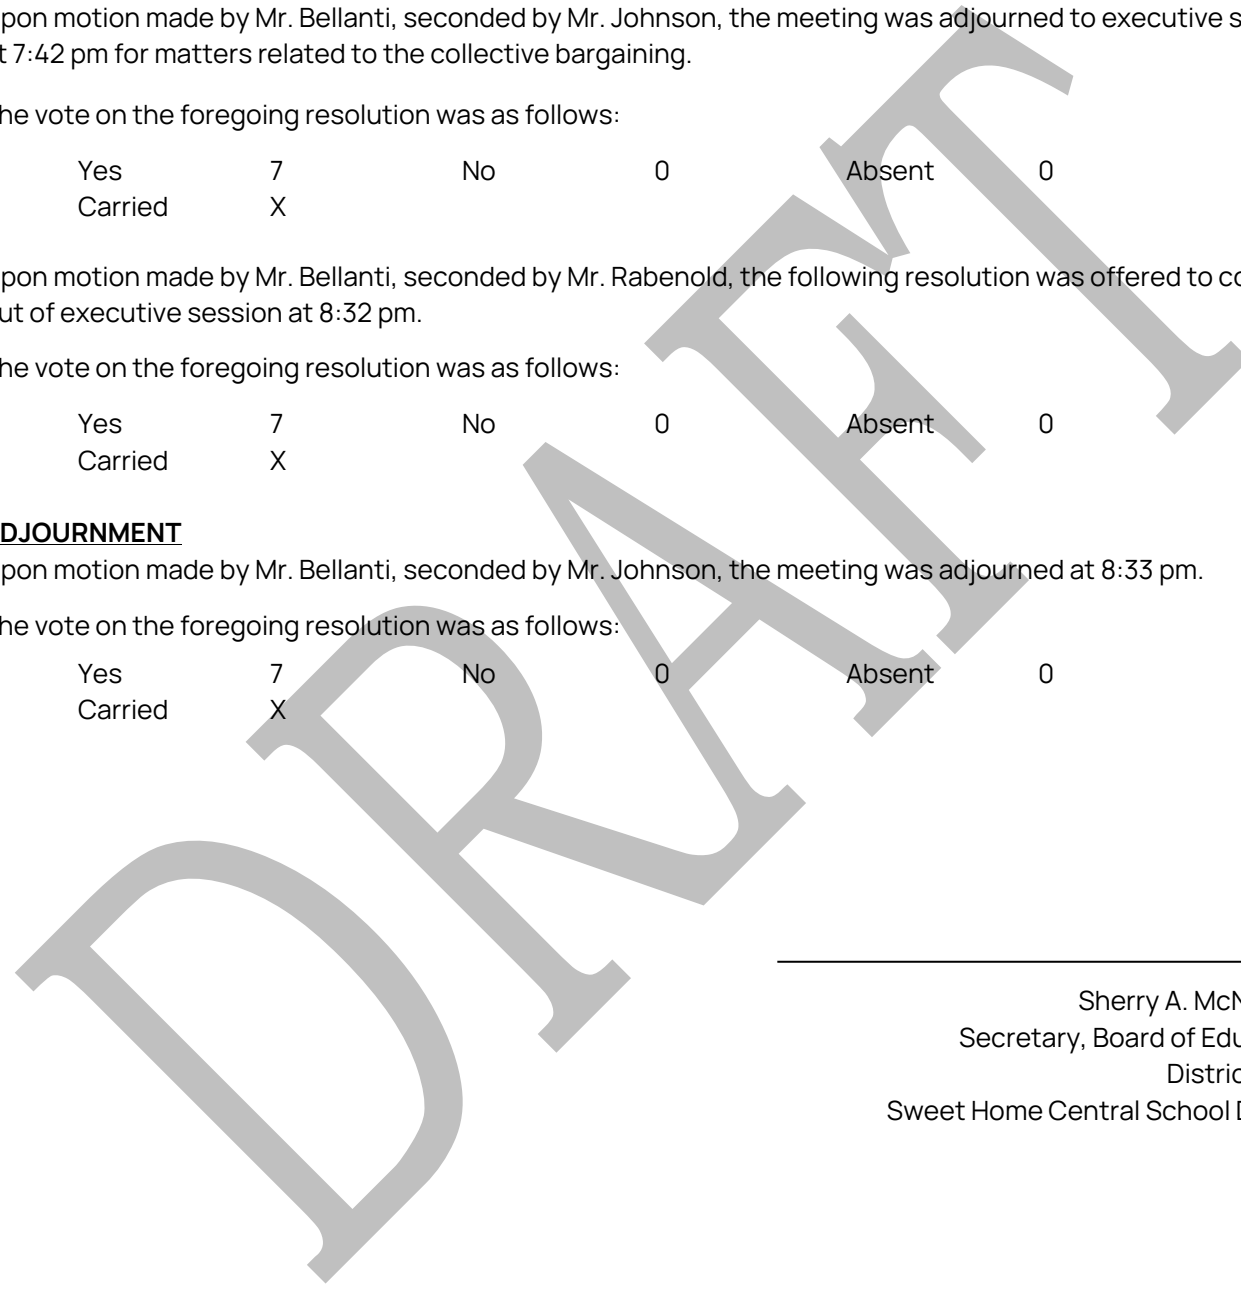 pon motion made by Mr. Bellanti, seconded by Mr. Johnson, the meeting was adjourned to executive s
t 7:42 pm for matters related to the collective bargaining.
he vote on the foregoing resolution was as follows:
Yes 7 No 0 Absent 0
Carried X
pon motion made by Mr. Bellanti, seconded by Mr. Rabenold, the following resolution was offered to co
ut of executive session at 8:32 pm.
he vote on the foregoing resolution was as follows:
Yes 7 No 0 Absent 0
Carried X
DJOURNMENT
pon motion made by Mr. Bellanti, seconded by Mr. Johnson, the meeting was adjourned at 8:33 pm.
he vote on the foregoing resolution was as follows:
Yes 7 No 0 Absent 0
Carried X
DRAFT
Sherry A. McN
Secretary, Board of Edu
Distric
Sweet Home Central School D